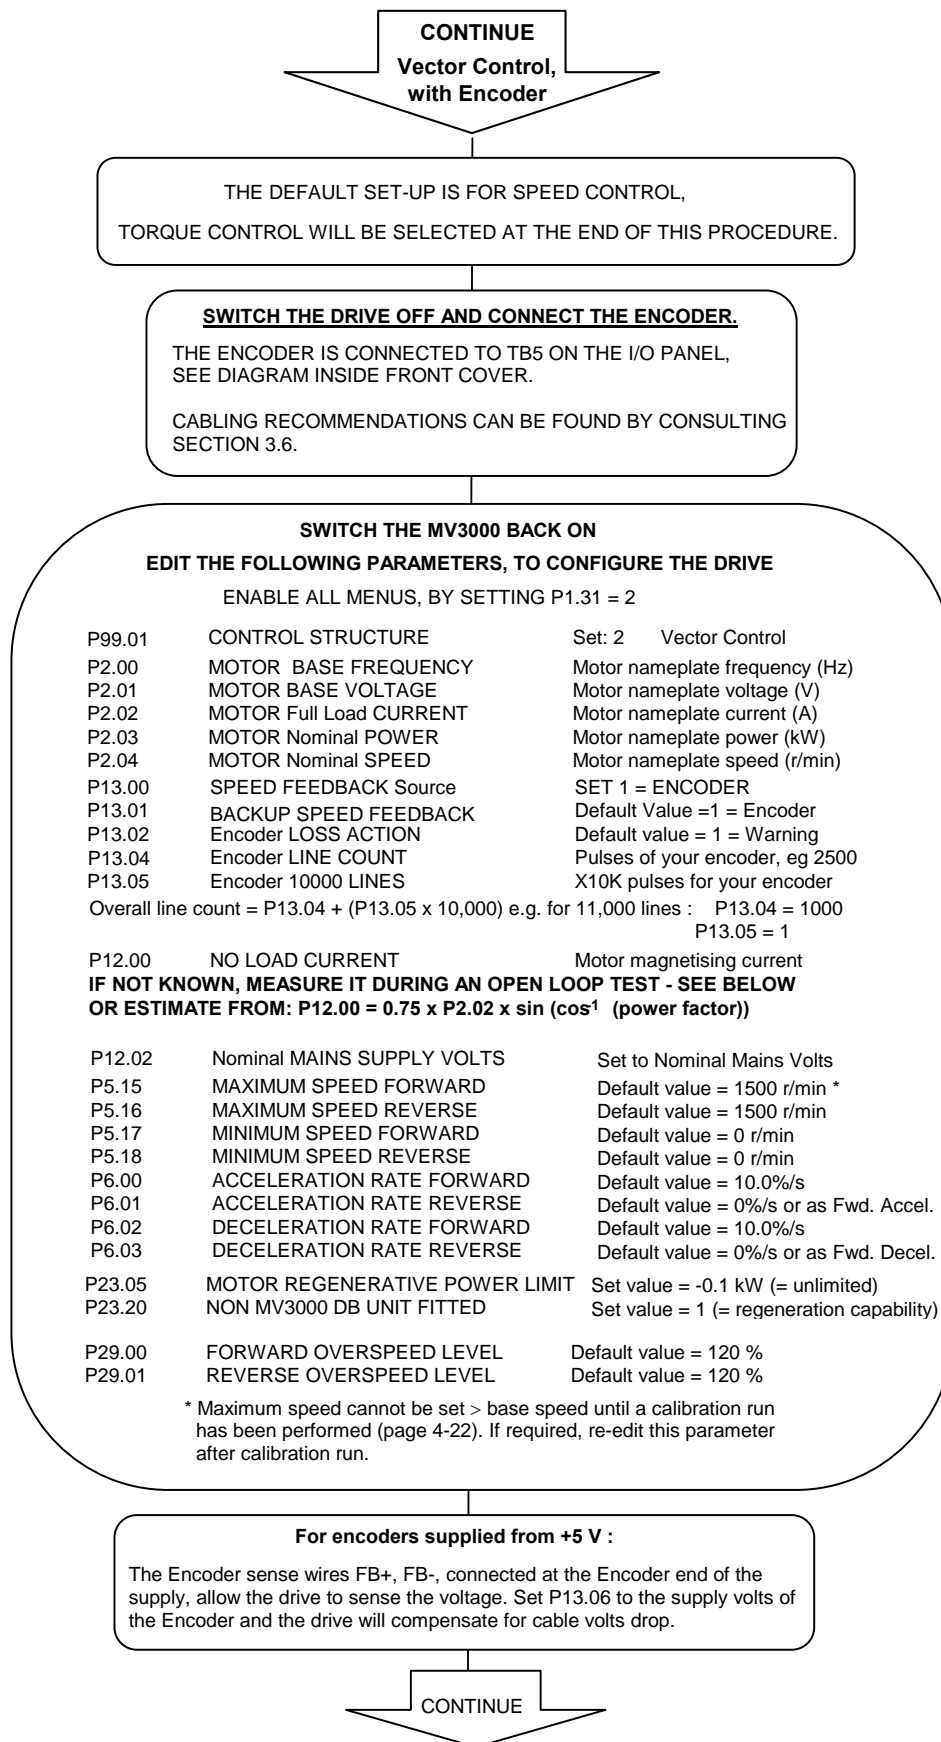 CONTINUE
Vector Control,
with Encoder
THE DEFAULT SET-UP IS FOR SPEED CONTROL,
TORQUE CONTROL WILL BE SELECTED AT THE END OF THIS PROCEDURE.
SWITCH THE DRIVE OFF AND CONNECT THE ENCODER.
THE ENCODER IS CONNECTED TO TB5 ON THE I/O PANEL,
SEE DIAGRAM INSIDE FRONT COVER.
CABLING RECOMMENDATIONS CAN BE FOUND BY CONSULTING
SECTION 3.6.
SWITCH THE MV3000 BACK ON
EDIT THE FOLLOWING PARAMETERS, TO CONFIGURE THE DRIVE
ENABLE ALL MENUS, BY SETTING P1.31 = 2
P99.01 CONTROL STRUCTURE Set: 2 Vector Control
P2.00 MOTOR BASE FREQUENCY Motor nameplate frequency (Hz)
P2.01 MOTOR BASE VOLTAGE Motor nameplate voltage (V)
P2.02 MOTOR Full Load CURRENT Motor nameplate current (A)
P2.03 MOTOR Nominal POWER Motor nameplate power (kW)
P2.04 MOTOR Nominal SPEED Motor nameplate speed (r/min)
P13.00 SPEED FEEDBACK Source SET 1 = ENCODER
P13.01 BACKUP SPEED FEEDBACK Default Value =1 = Encoder
P13.02 Encoder LOSS ACTION Default value = 1 = Warning
P13.04 Encoder LINE COUNT Pulses of your encoder, eg 2500
P13.05 Encoder 10000 LINES X10K pulses for your encoder
Overall line count = P13.04 + (P13.05 x 10,000) e.g. for 11,000 lines : P13.04 = 1000
P13.05 = 1
P12.00 NO LOAD CURRENT Motor magnetising current
IF NOT KNOWN, MEASURE IT DURING AN OPEN LOOP TEST - SEE BELOW
OR ESTIMATE FROM: P12.00 = 0.75 x P2.02 x sin (cos-1 (power factor))
P12.02 Nominal MAINS SUPPLY VOLTS Set to Nominal Mains Volts
P5.15 MAXIMUM SPEED FORWARD Default value = 1500 r/min *
P5.16 MAXIMUM SPEED REVERSE Default value = 1500 r/min
P5.17 MINIMUM SPEED FORWARD Default value = 0 r/min
P5.18 MINIMUM SPEED REVERSE Default value = 0 r/min
P6.00 ACCELERATION RATE FORWARD Default value = 10.0%/s
P6.01 ACCELERATION RATE REVERSE Default value = 0%/s or as Fwd. Accel.
P6.02 DECELERATION RATE FORWARD Default value = 10.0%/s
P6.03 DECELERATION RATE REVERSE Default value = 0%/s or as Fwd. Decel.
P23.05 MOTOR REGENERATIVE POWER LIMIT Set value = -0.1 kW (= unlimited)
P23.20 NON MV3000 DB UNIT FITTED Set value = 1 (= regeneration capability)
P29.00 FORWARD OVERSPEED LEVEL Default value = 120 %
P29.01 REVERSE OVERSPEED LEVEL Default value = 120 %
* Maximum speed cannot be set > base speed until a calibration run
has been performed (page 4-22). If required, re-edit this parameter
after calibration run.
For encoders supplied from +5 V :
The Encoder sense wires FB+, FB-, connected at the Encoder end of the
supply, allow the drive to sense the voltage. Set P13.06 to the supply volts of
the Encoder and the drive will compensate for cable volts drop.
CONTINUE